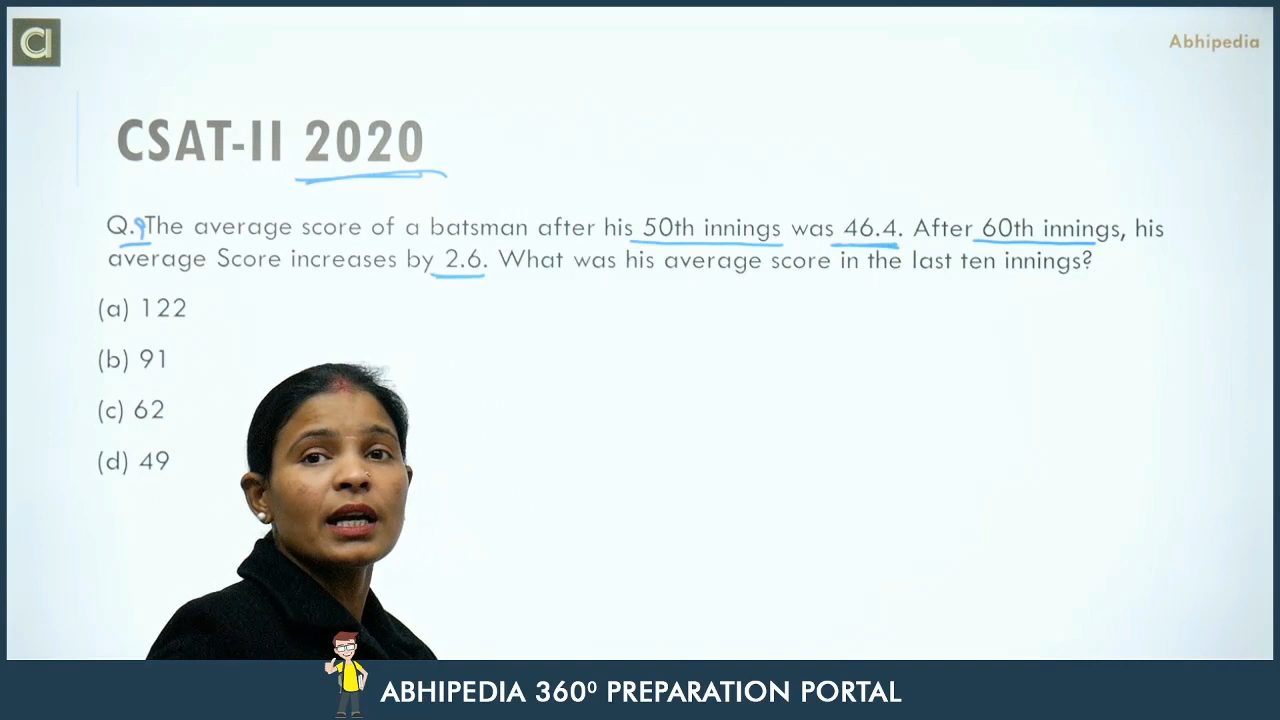 Abhipedia
CSAT-II 2020
Q.9The average score of a batsman after his 50th innings was 46.4. After 60th innings, his
average Score increases by 2.6. What was his average score in the last ten innings?
(a) 122
(b) 91
(c) 62
(d) 49
ABHIPEDIA 360⁰ PREPARATION PORTAL